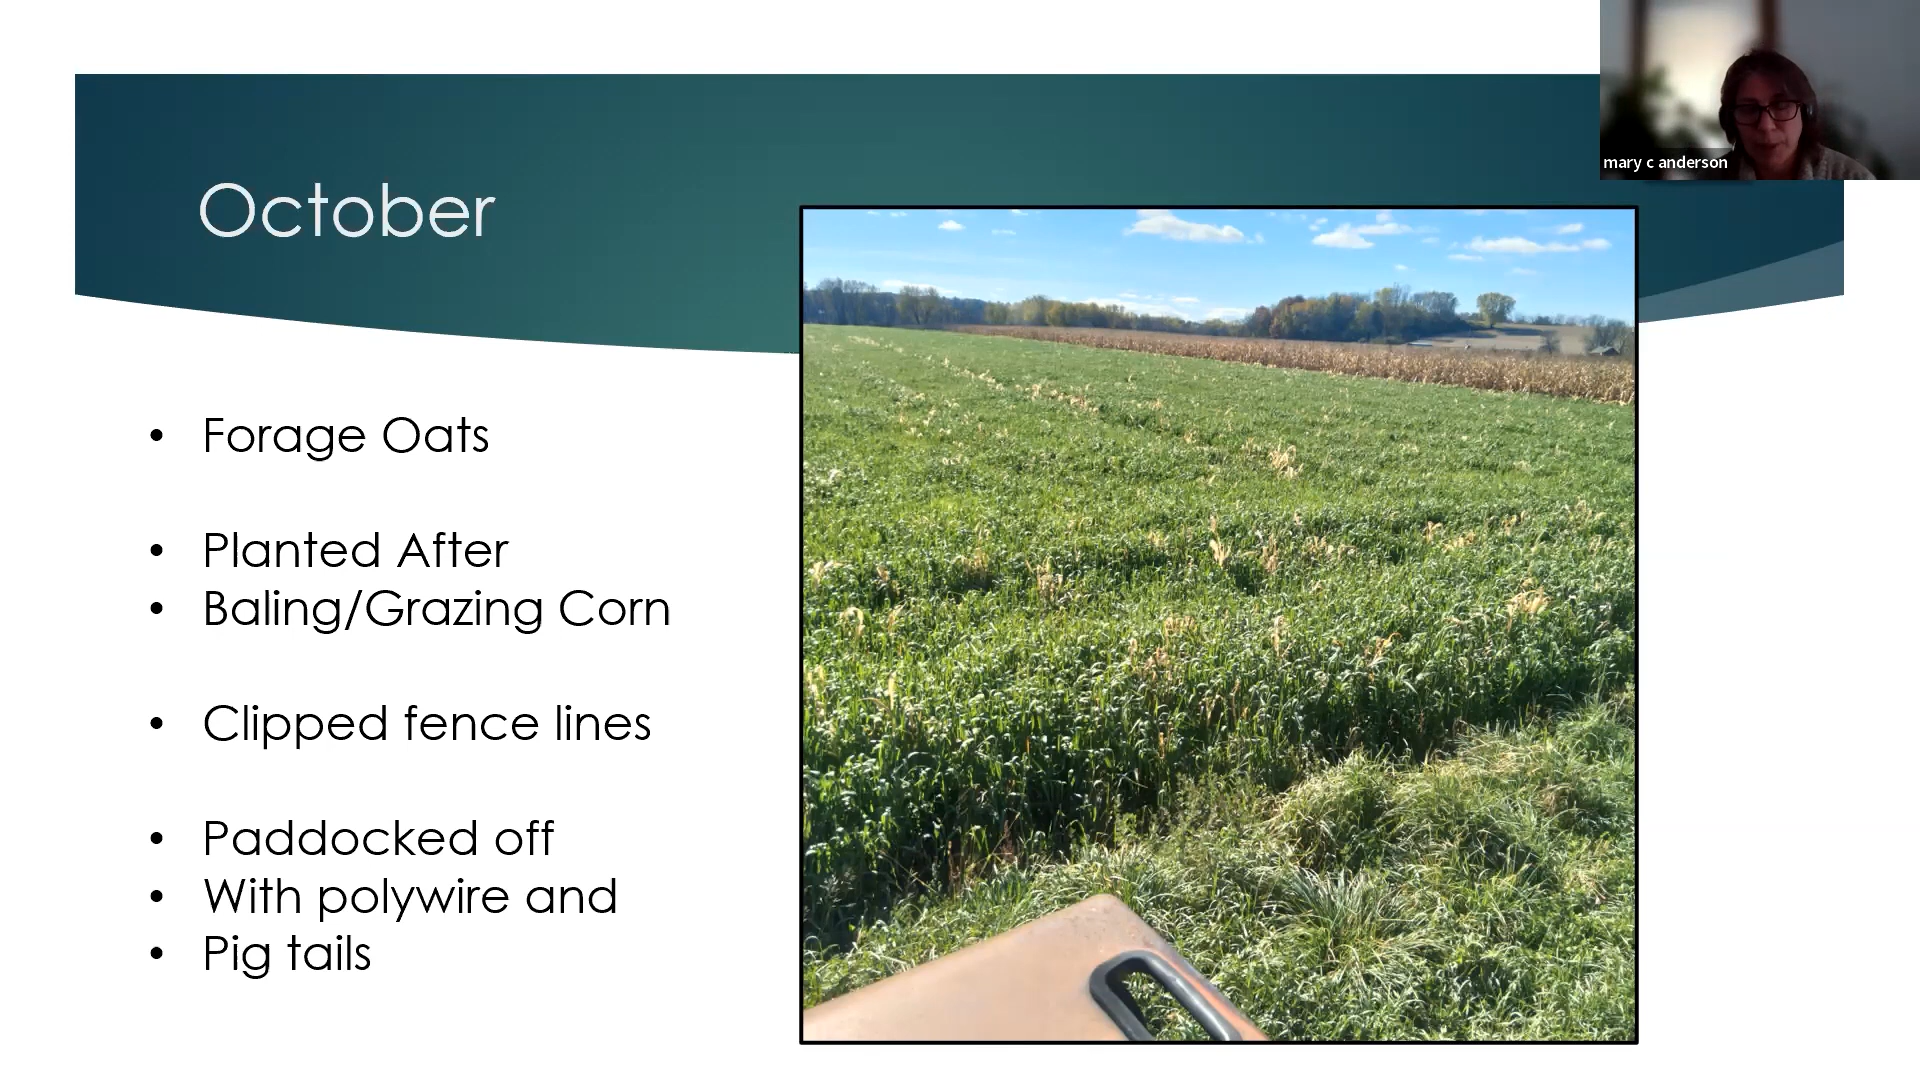 mary c anderson
October
• Forage Oats
• Planted After
• Baling/Grazing Corn
• Clipped fence lines
• Paddocked off
• With polywire and
• Pig tails